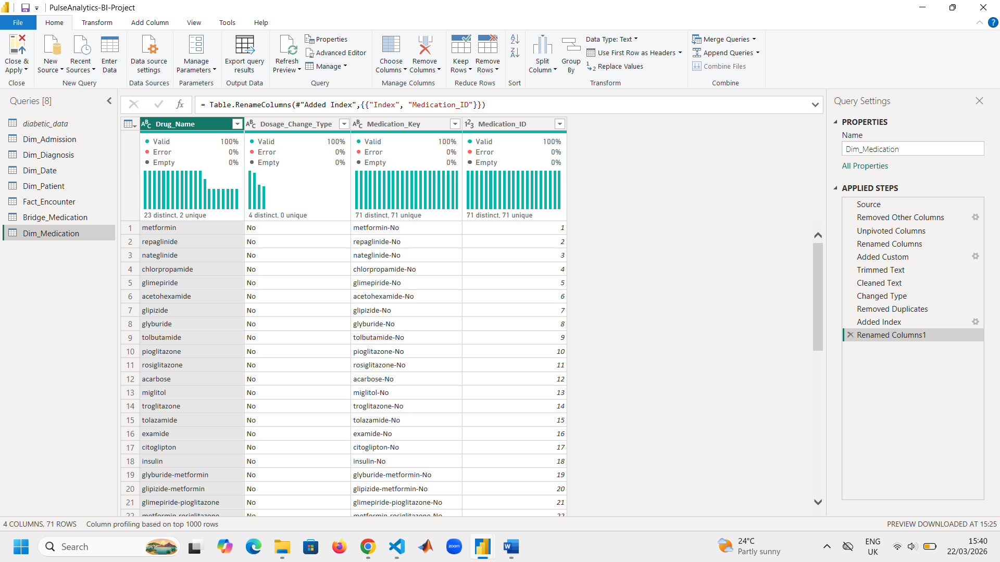 PulseAnalytics-BI-Project
File Home Transform Add Column View Tools Help
Close & Apply
Close
New Source
Recent Sources
Enter Data
New Query
Data source settings
Data Sources
Manage Parameters
Parameters
Export query results
Output Data
Refresh Preview
Properties
Advanced Editor
Manage
Query
Choose Columns
Remove Columns
Manage Columns
Keep Rows
Remove Rows
Reduce Rows
A Z
Z A
Sort
Split Column
Group By
Data Type: Text
Use First Row as Headers
1 2 Replace Values
Transform
Merge Queries
Append Queries
Combine Files
Combine
Queries [8]
diabetic_data
Dim_Admission
Dim_Diagnosis
Dim_Date
Dim_Patient
Fact_Encounter
Bridge_Medication
Dim_Medication
fx = Table.RenameColumns(#"Added Index",{{"Index", "Medication_ID"}})
ABC Drug_Name ABC Dosage_Change_Type ABC Medication_Key 123 Medication_ID
Valid 100% Valid 100% Valid 100% Valid 100%
Error 0% Error 0% Error 0% Error 0%
Empty 0% Empty 0% Empty 0% Empty 0%
23 distinct, 2 unique 4 distinct, 0 unique 71 distinct, 71 unique 71 distinct, 71 unique
1 metformin No metformin-No 1
2 repaglinide No repaglinide-No 2
3 nateglinide No nateglinide-No 3
4 chlorpropamide No chlorpropamide-No 4
5 glimepiride No glimepiride-No 5
6 acetohexamide No acetohexamide-No 6
7 glipizide No glipizide-No 7
8 glyburide No glyburide-No 8
9 tolbutamide No tolbutamide-No 9
10 pioglitazone No pioglitazone-No 10
11 rosiglitazone No rosiglitazone-No 11
12 acarbose No acarbose-No 12
13 miglitol No miglitol-No 13
14 troglitazone No troglitazone-No 14
15 tolazamide No tolazamide-No 15
16 examide No examide-No 16
17 citoglipton No citoglipton-No 17
18 insulin No insulin-No 18
19 glyburide-metformin No glyburide-metformin-No 19
20 glipizide-metformin No glipizide-metformin-No 20
21 glimepiride-pioglitazone No glimepiride-pioglitazone-No 21
22 metformin-rosiglitazone No metformin-rosiglitazone-No 22
Query Settings
PROPERTIES
Name
Dim_Medication
All Properties
APPLIED STEPS
Source
Removed Other Columns
Unpivoted Columns
Renamed Columns
Added Custom
Trimmed Text
Cleaned Text
Changed Type
Removed Duplicates
Added Index
Renamed Columns1
4 COLUMNS, 71 ROWS Column profiling based on top 1000 rows
PREVIEW DOWNLOADED AT 15:25
Search
zoom
24°C
Partly sunny
ENG
UK
15:40
22/03/2026